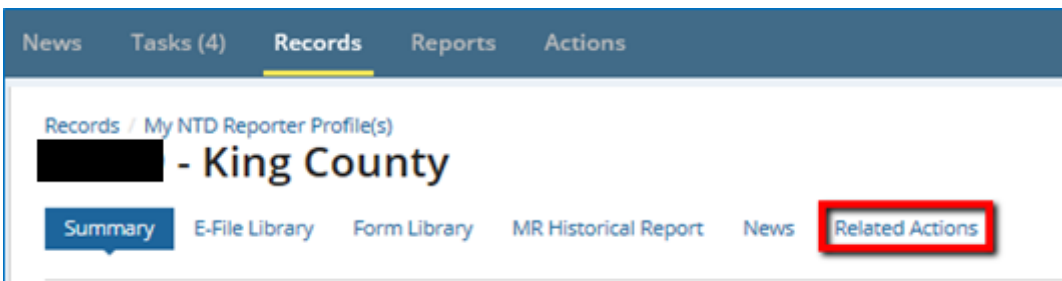 News Tasks (4) Records Reports Actions
Records / My NTD Reporter Profile(s)
- King County
Summary E-File Library Form Library MR Historical Report News Related Actions